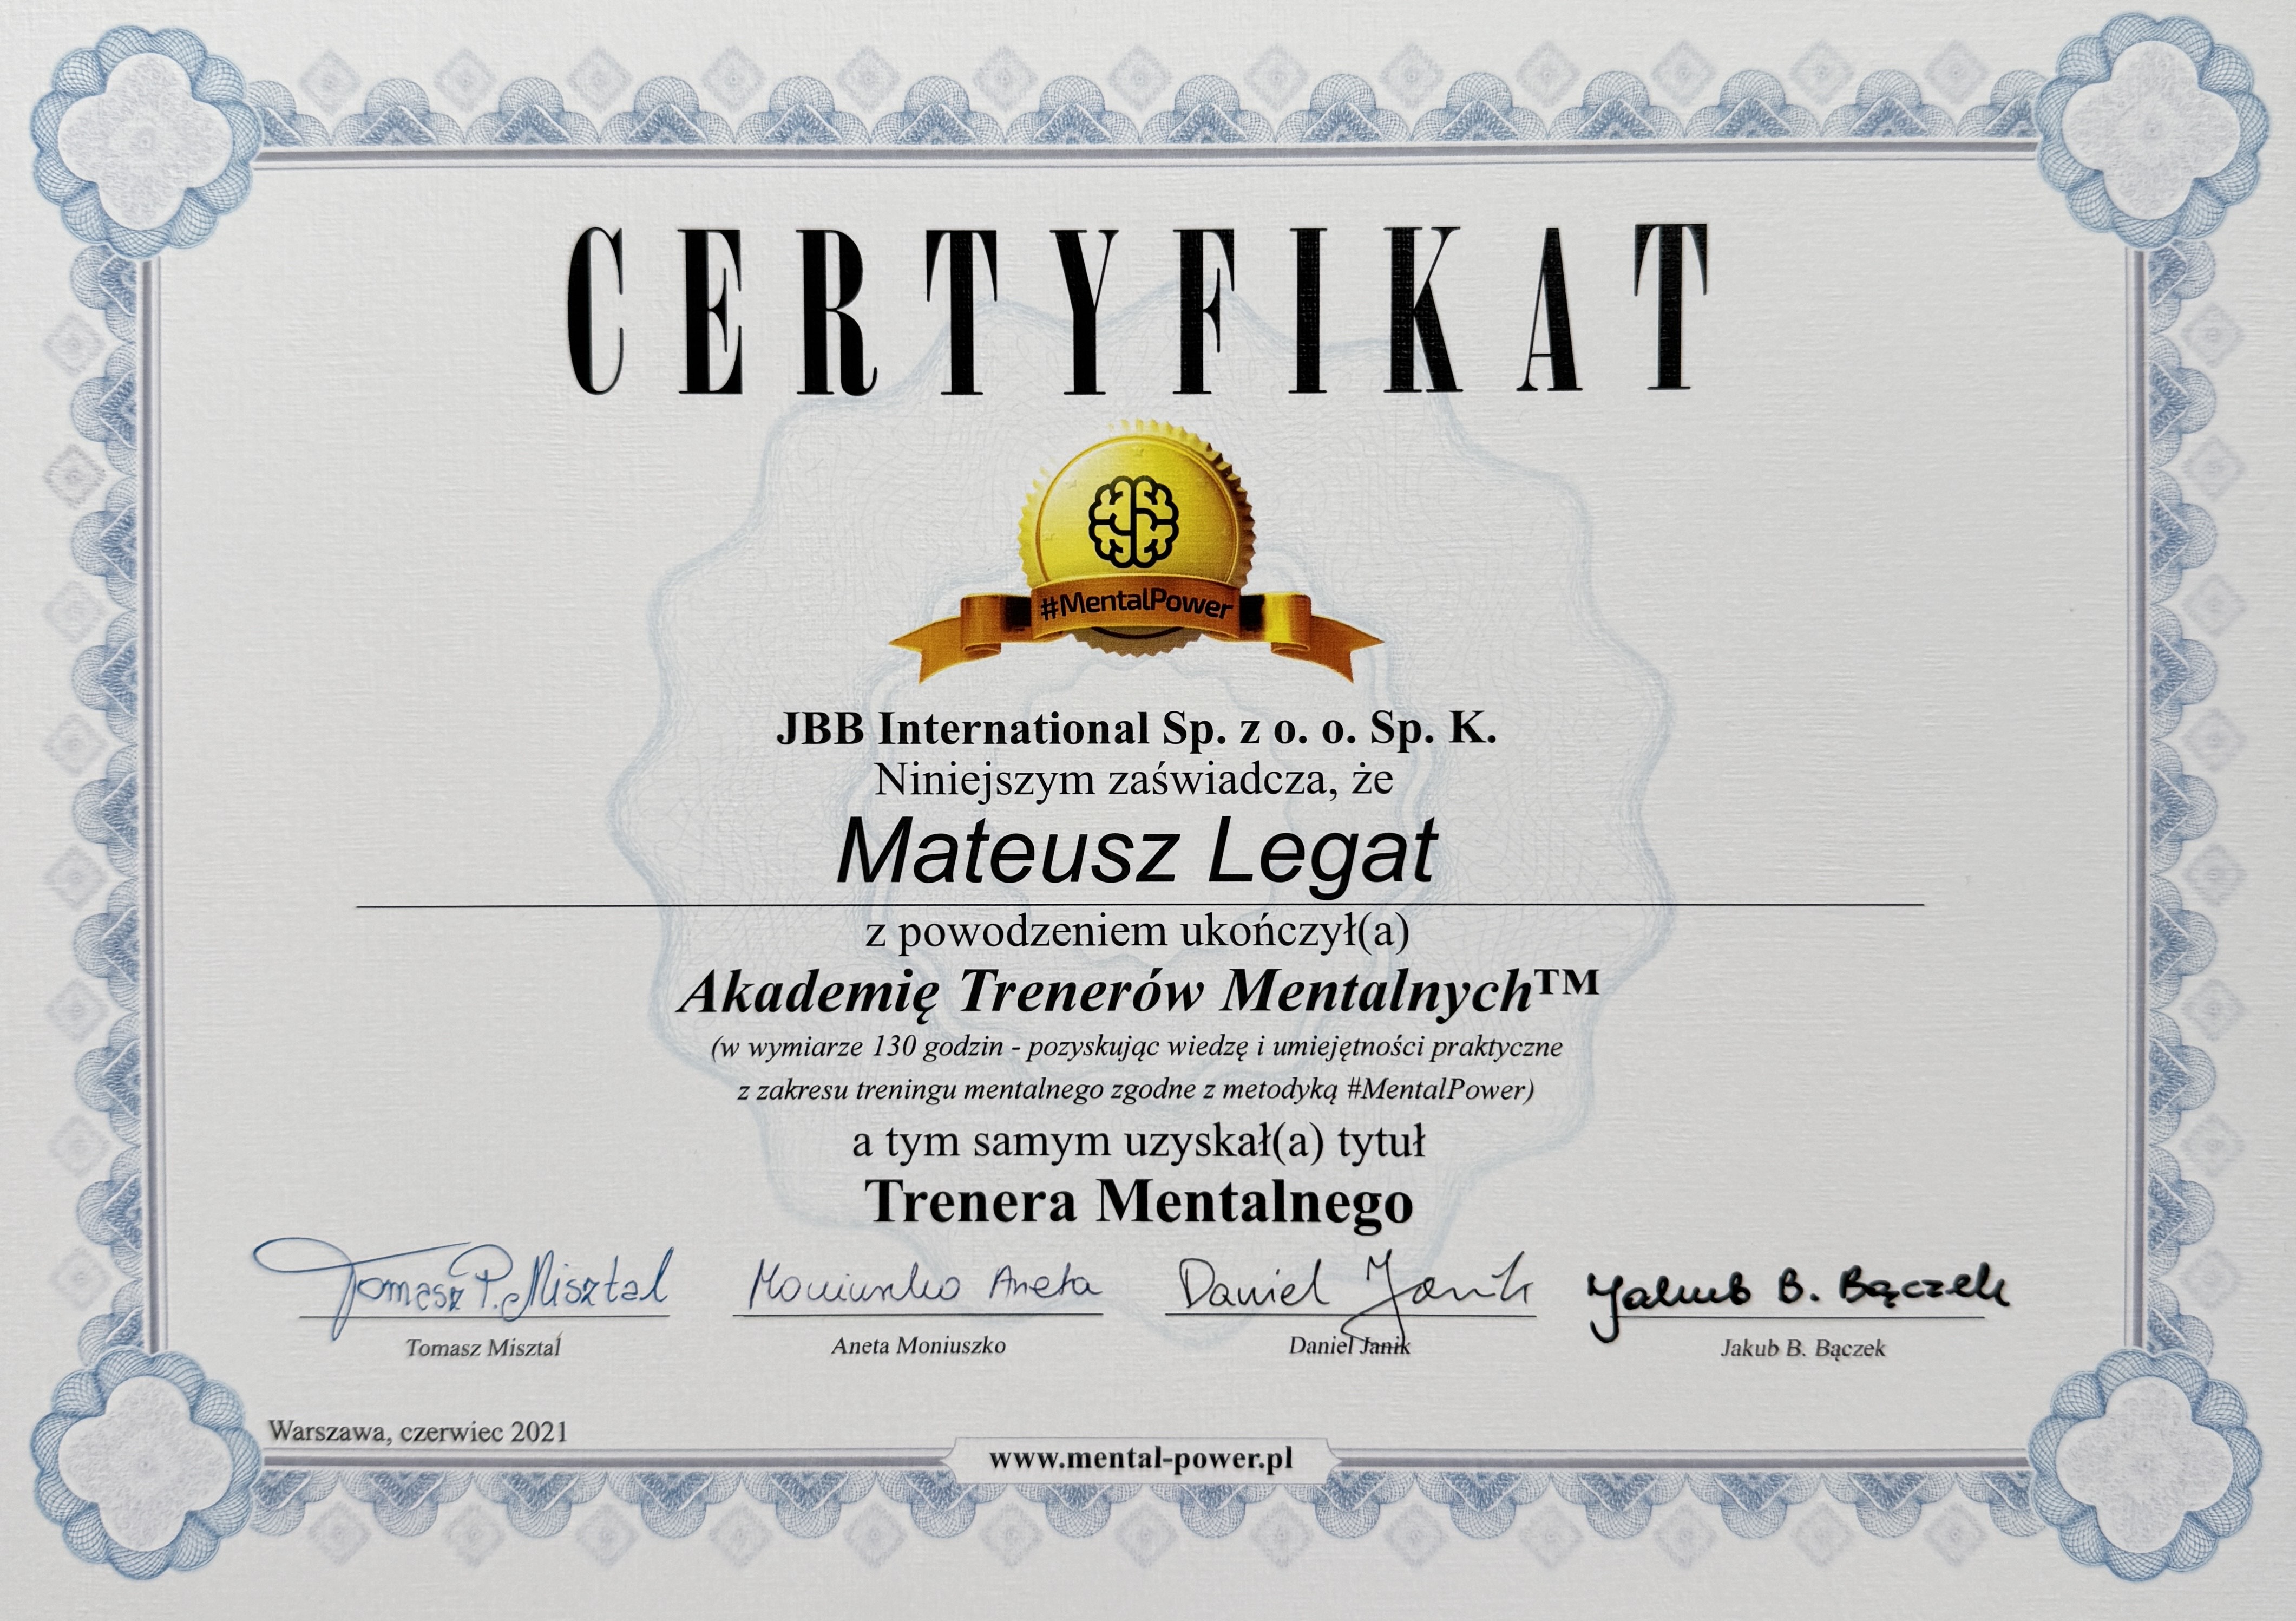 CERTYFIKAT
#MentalPower
JBB International Sp. z o. o. Sp. K.
Niniejszym zaświadcza, że
Mateusz Legat
z powodzeniem ukończył(a)
Akademię Trenerów Mentalnych™
(w wymiarze 130 godzin - pozyskując wiedzę i umiejętności praktyczne
z zakresu treningu mentalnego zgodne z metodyką #MentalPower)
a tym samym uzyskał(a) tytuł
Trenera Mentalnego
Tomasz P. Misztal Moniuszko Aneta Daniel Janik Jakub B. Bączek
Tomasz Misztal Aneta Moniuszko Daniel Janik Jakub B. Bączek
Warszawa, czerwiec 2021
www.mental-power.pl